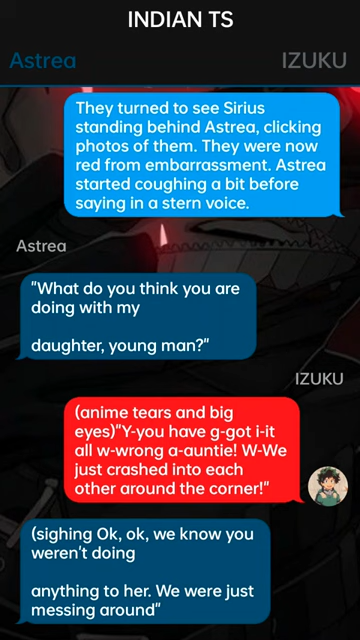 INDIAN TS
Astrea IZUKU
They turned to see Sirius
standing behind Astrea, clicking
photos of them. They were now
red from embarrassment. Astrea
started coughing a bit before
saying in a stern voice.
Astrea
"What do you think you are
doing with my
daughter, young man?"
IZUKU
(anime tears and big
eyes)"Y-you have g-got i-it
all w-wrong a-auntie! W-We
just crashed into each
other around the corner!"
(sighing Ok, ok, we know you
weren't doing
anything to her. We were just
messing around"